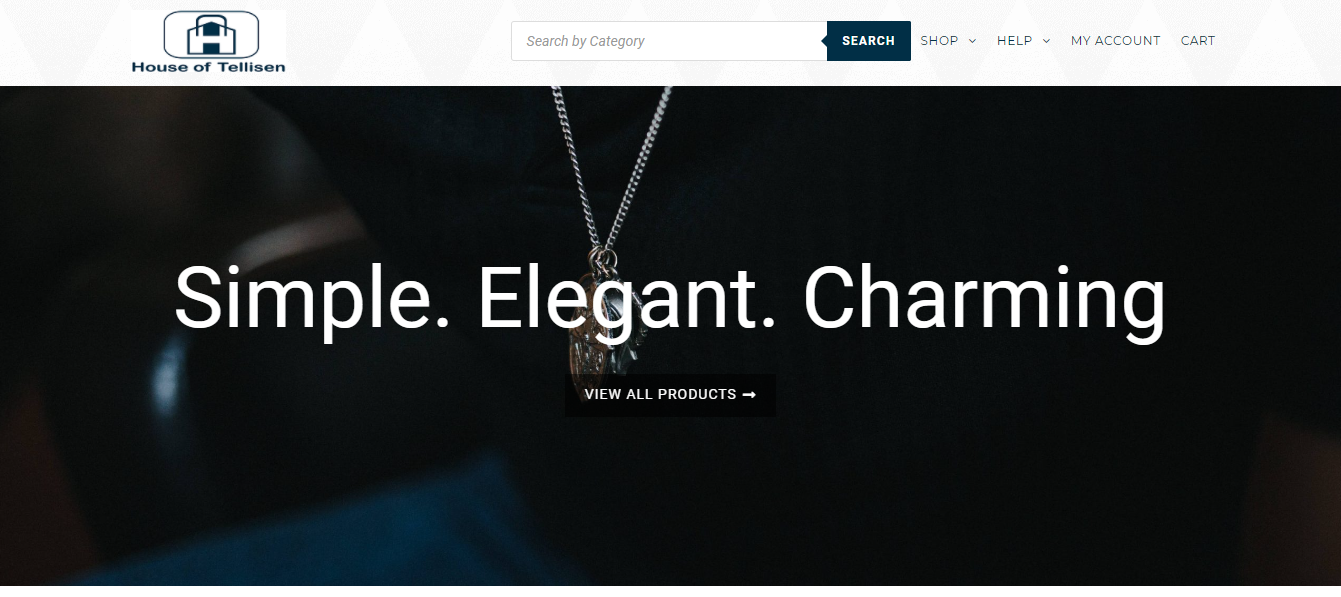 House of Tellisen
Search by Category
SEARCH
SHOP
HELP
MY ACCOUNT
CART
Simple. Elegant. Charming
VIEW ALL PRODUCTS →